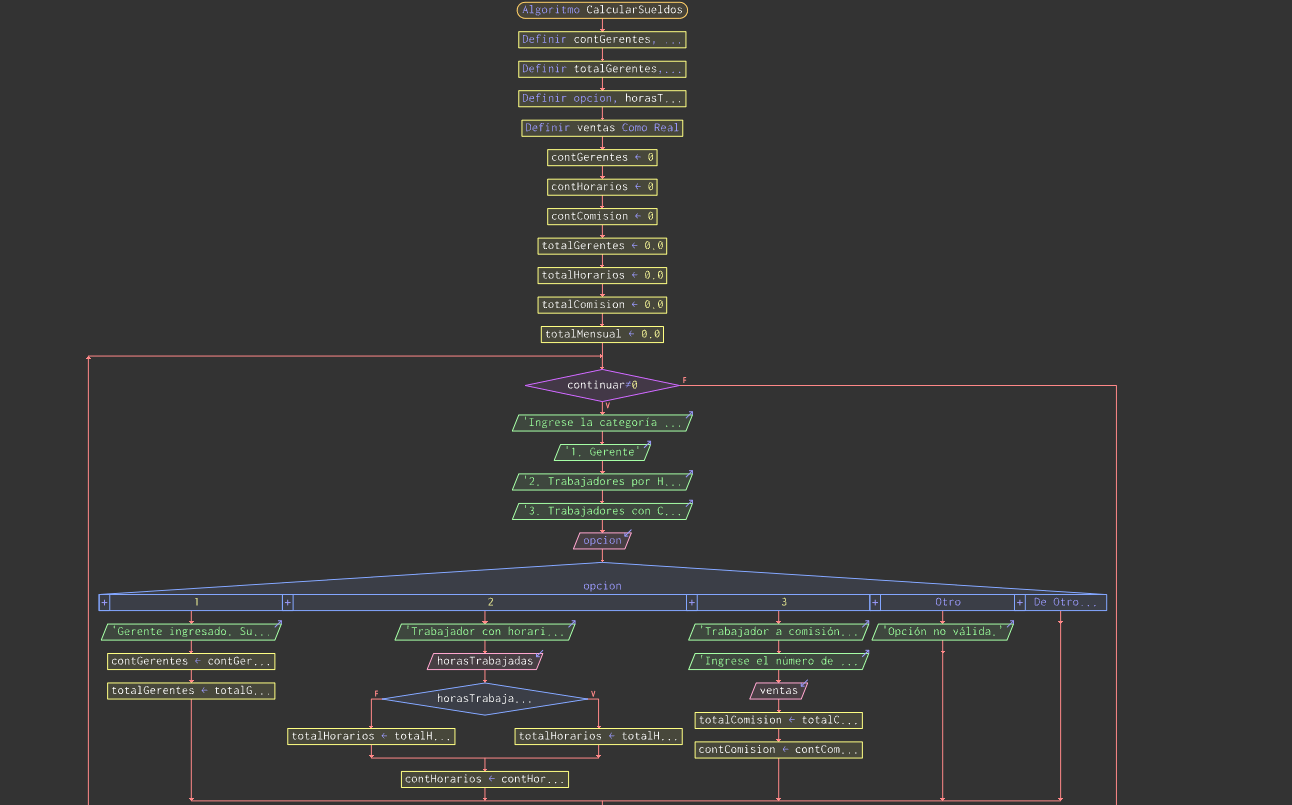 Algoritmo CalcularSueldos
Definir contGerentes, ...
Definir totalGerentes,...
Definir opcion, horasT...
Definir ventas Como Real
contGerentes ← 0
contHorarios ← 0
contComision ← 0
totalGerentes ← 0.0
totalHorarios ← 0.0
totalComision ← 0.0
totalMensual ← 0.0
continuar≠0
F
V
'Ingrese la categoría ...
'1. Gerente'
'2. Trabajadores por H...
'3. Trabajadores con C...
opcion
opcion
+ 1 + 2 + 3 + Otro + De Otro...
'Gerente ingresado. Su... 'Trabajador con horari... 'Trabajador a comisión... 'Opción no válida.'
contGerentes ← contGer... horasTrabajadas 'Ingrese el número de ...
totalGerentes ← totalG... F horasTrabaja... V ventas
totalHorarios ← totalH... totalHorarios ← totalH... totalComision ← totalC...
contHorarios ← contHor... contComision ← contCom...